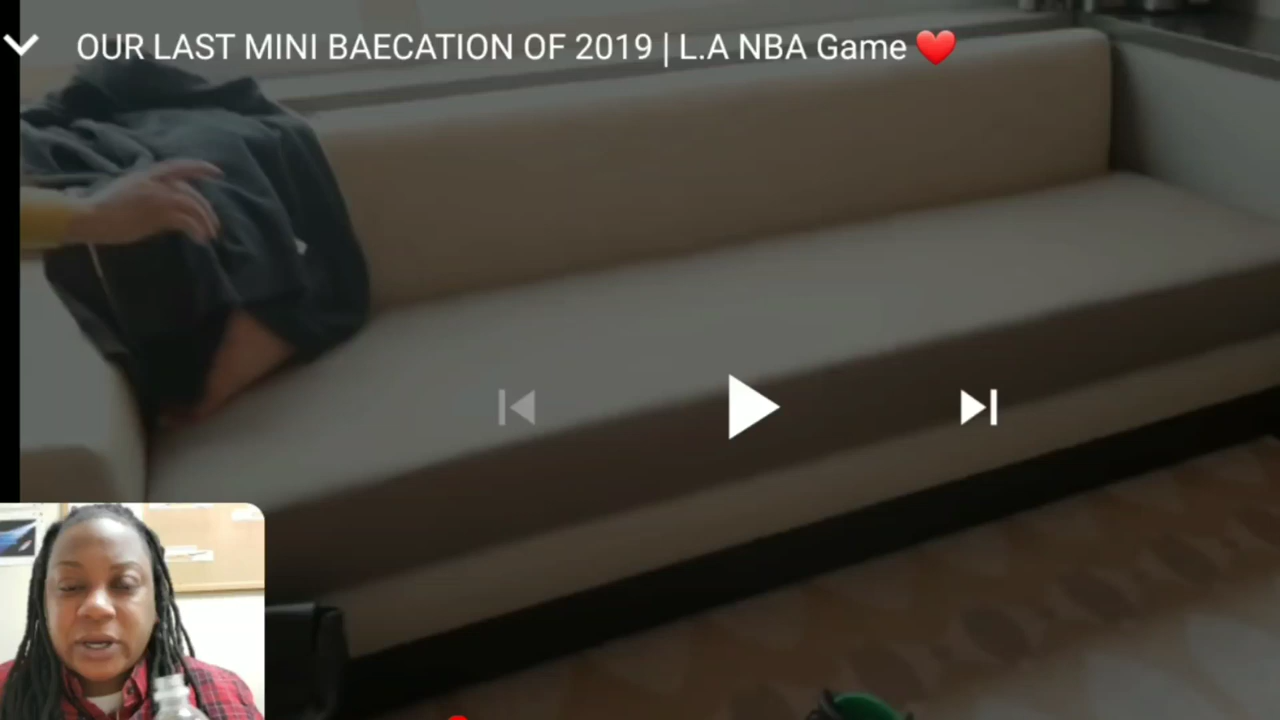 OUR LAST MINI BAECATION OF 2019 | L.A NBA Game ❤️